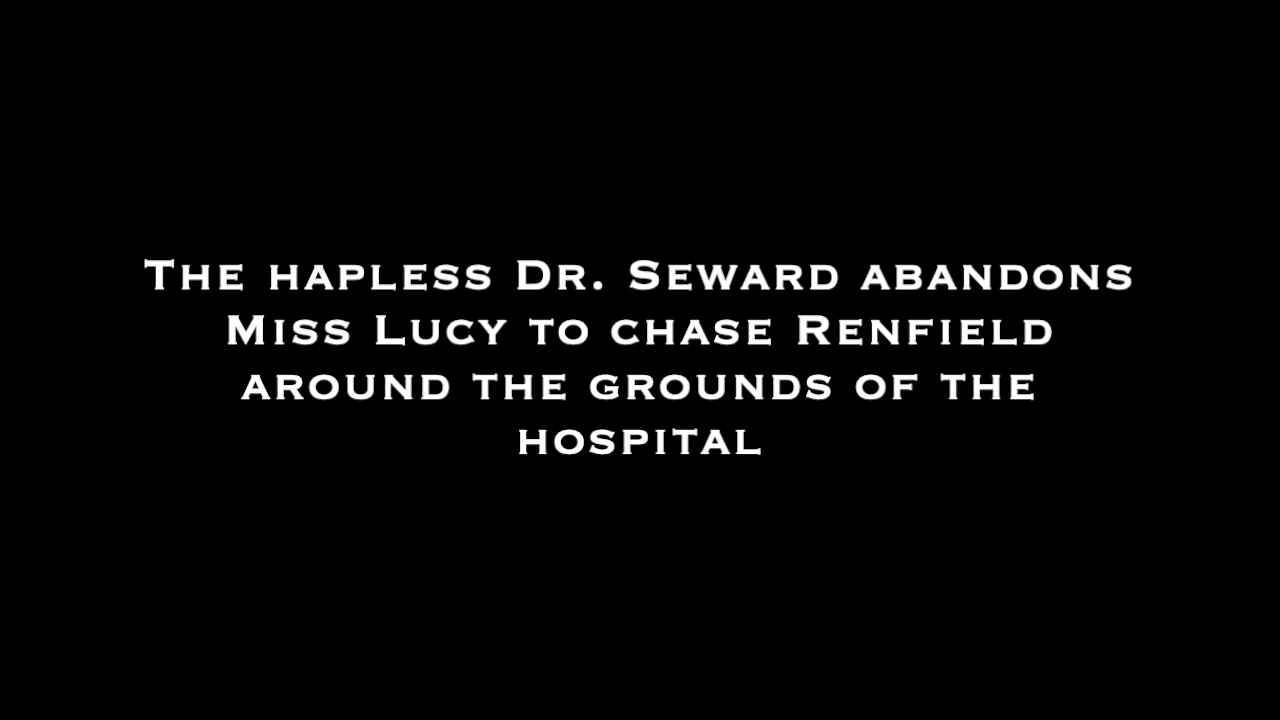 The hapless Dr. Seward abandons
Miss Lucy to chase Renfield
around the grounds of the
hospital